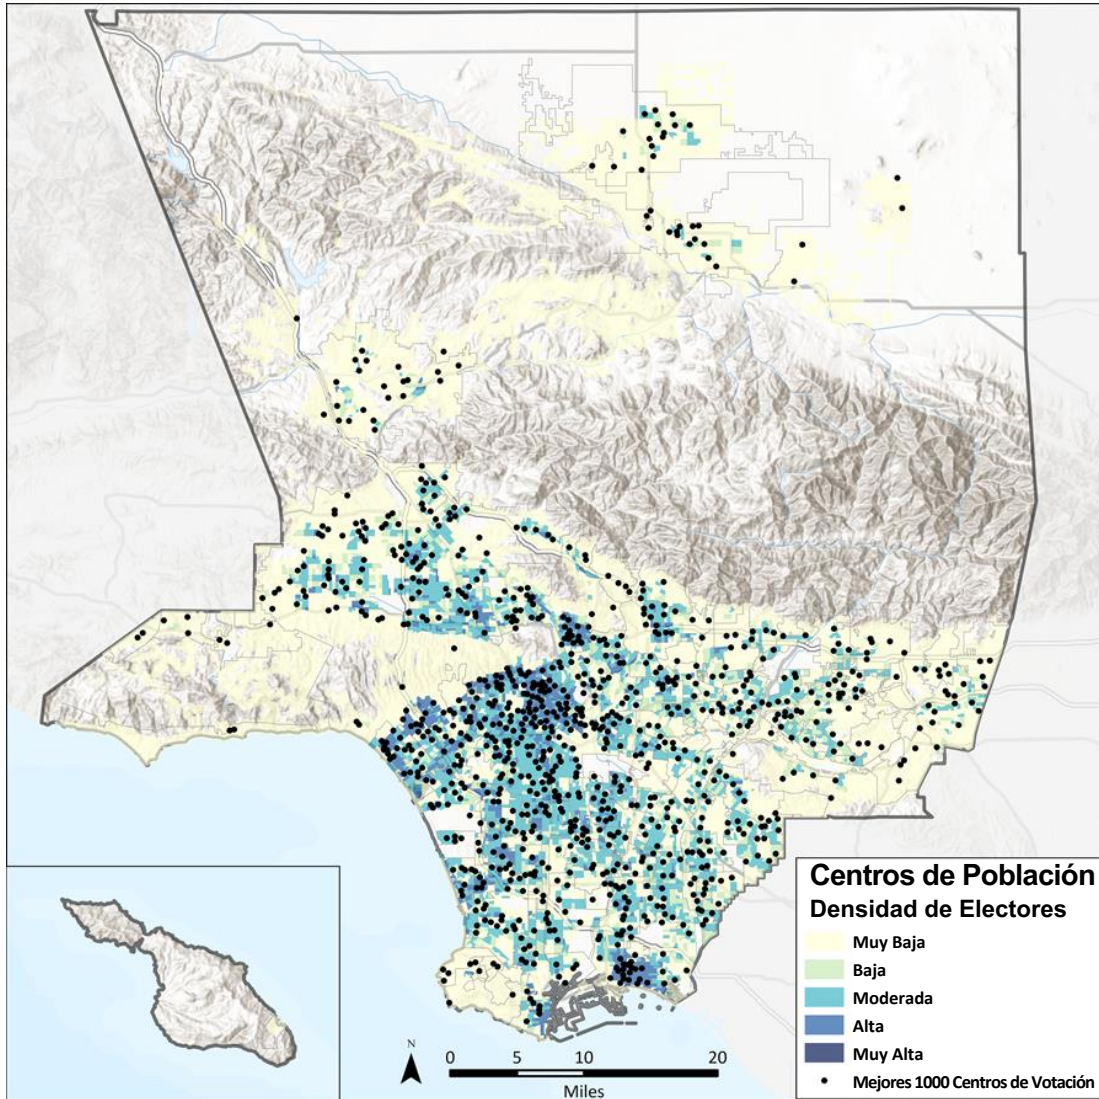 Centros de Población
Densidad de Electores
Muy Baja
Baja
Moderada
Alta
Muy Alta
Mejores 1000 Centros de Votación
N
0 5 10 20
Miles